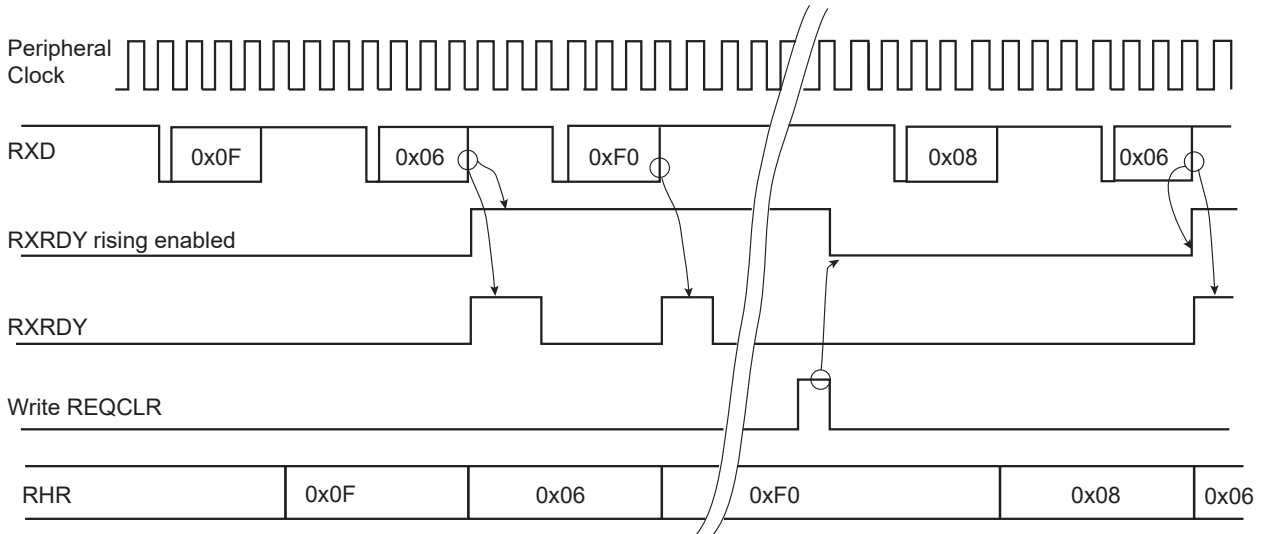 Peripheral
Clock
RXD
0x0F
0x06
0xF0
0x08
0x06
RXRDY rising enabled
RXRDY
Write REQCLR
RHR
0x0F
0x06
0xF0
0x08
0x06